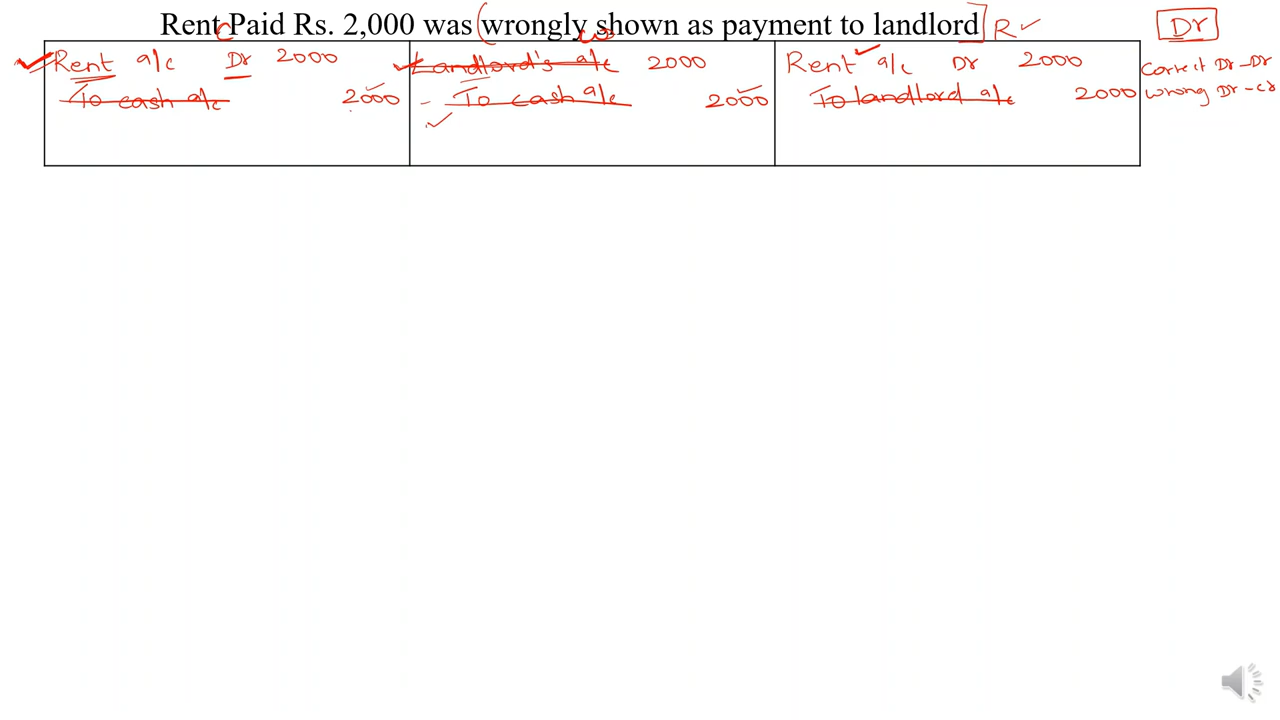 Rent Paid Rs. 2,000 was (wrongly shown as payment to landlord] R ✓ Dr
Rent a/c Dr 2000
To cash a/c 2000
Landlord's a/c 2000
To cash a/c 2000
Rent a/c Dr 2000
To landlord a/c 2000
Correct Dr - Dr
wrong Dr - Cr